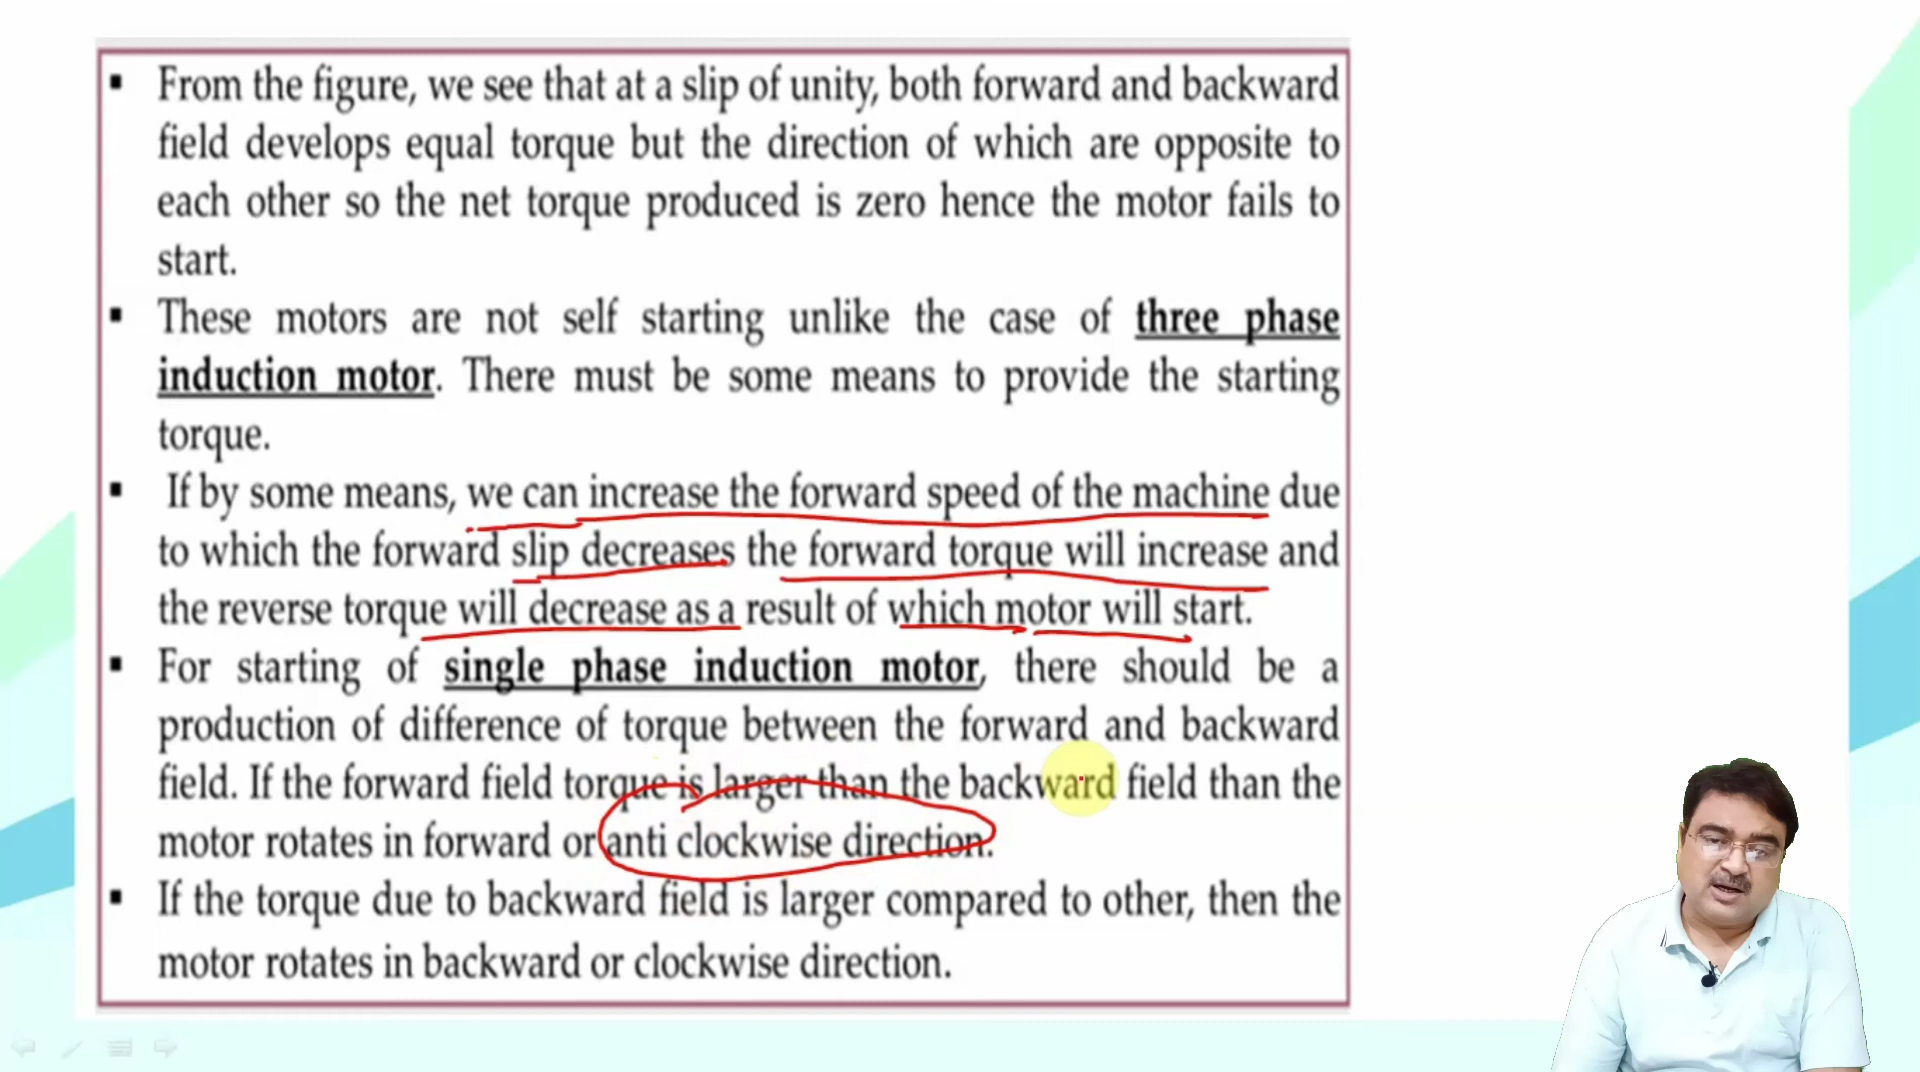 ▪ From the figure, we see that at a slip of unity, both forward and backward
field develops equal torque but the direction of which are opposite to
each other so the net torque produced is zero hence the motor fails to
start.
▪ These motors are not self starting unlike the case of three phase
induction motor. There must be some means to provide the starting
torque.
▪ If by some means, we can increase the forward speed of the machine due
to which the forward slip decreases the forward torque will increase and
the reverse torque will decrease as a result of which motor will start.
▪ For starting of single phase induction motor, there should be a
production of difference of torque between the forward and backward
field. If the forward field torque is larger than the backward field than the
motor rotates in forward or anti clockwise direction.
▪ If the torque due to backward field is larger compared to other, then the
motor rotates in backward or clockwise direction.